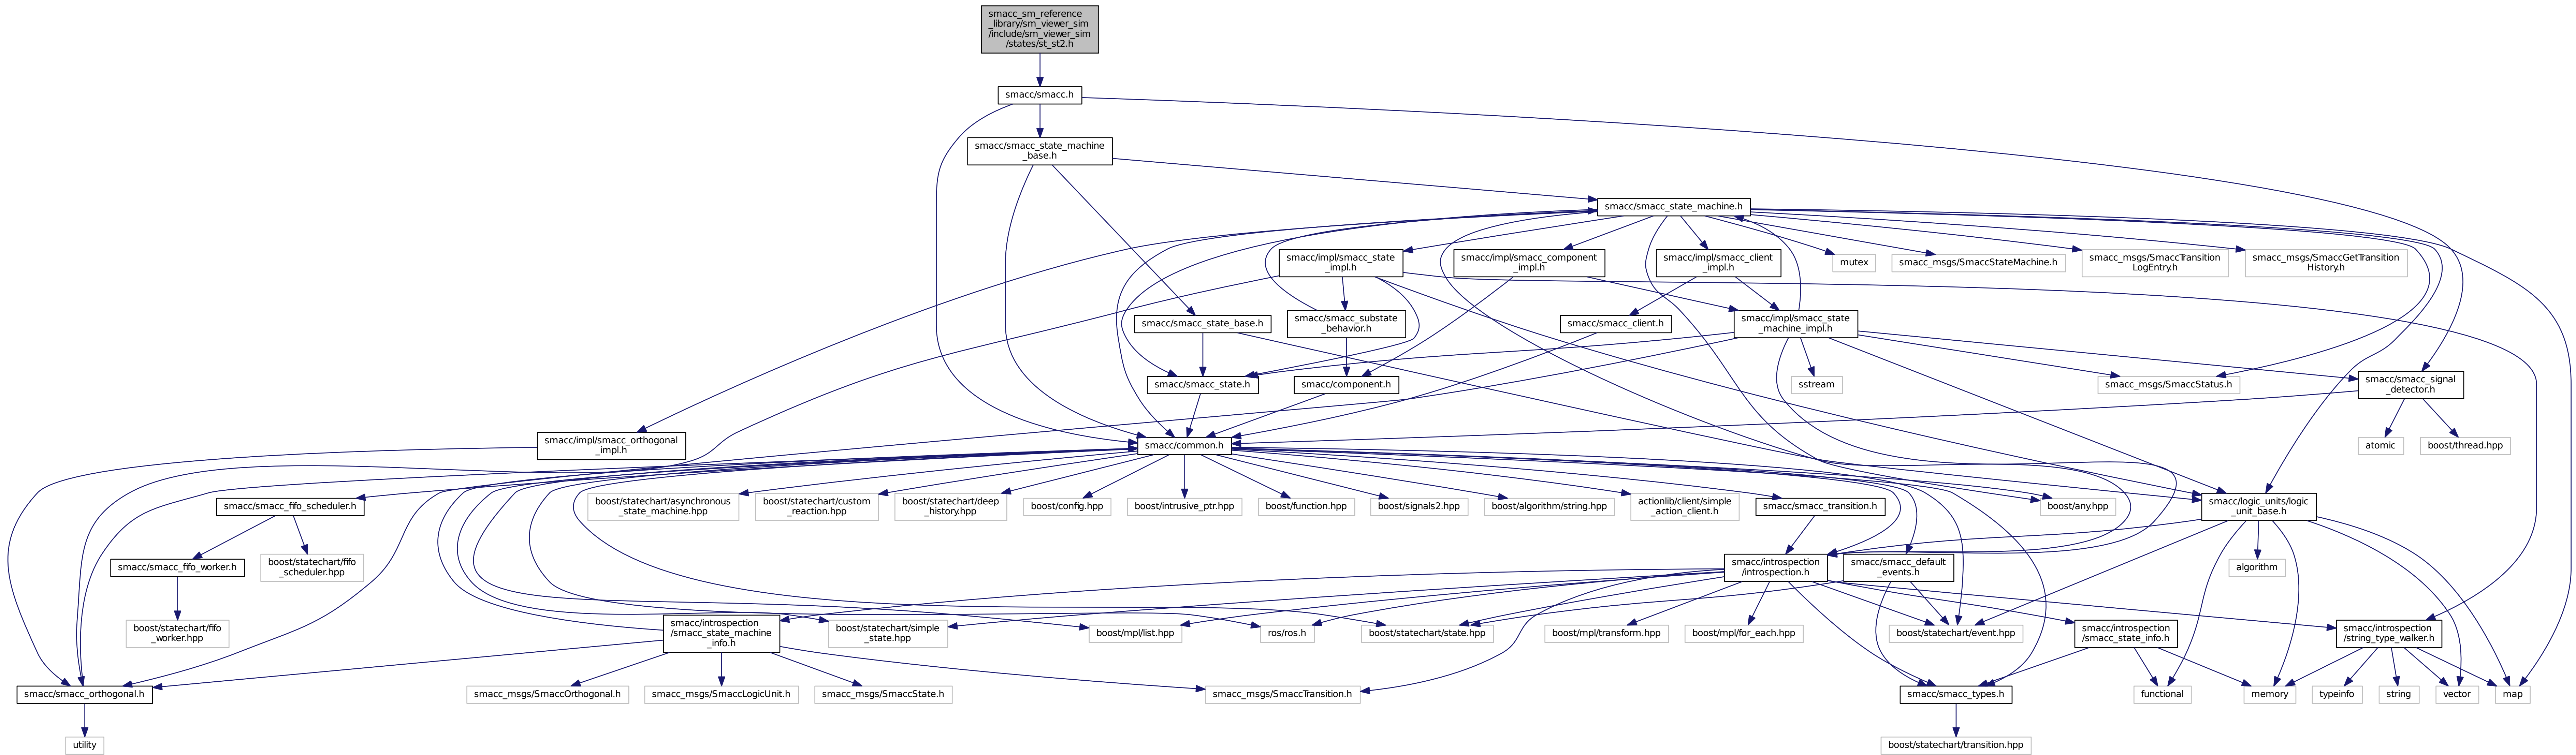 smacc_sm_reference
_library/sm_viewer_sim
/include/sm_viewer_sim
/states/st_st2.h
smacc/smacc.h
smacc/smacc_state_machine
_base.h
smacc/smacc_state_machine.h
smacc/impl/smacc_state
_impl.h
smacc/impl/smacc_component
_impl.h
smacc/impl/smacc_client
_impl.h
mutex
smacc_msgs/SmaccStateMachine.h
smacc_msgs/SmaccTransition
LogEntry.h
smacc_msgs/SmaccGetTransition
History.h
smacc/smacc_state_base.h
smacc/smacc_substate
_behavior.h
smacc/smacc_client.h
smacc/impl/smacc_state
_machine_impl.h
smacc/smacc_state.h
smacc/component.h
sstream
smacc_msgs/SmaccStatus.h
smacc/smacc_signal
_detector.h
smacc/impl/smacc_orthogonal
_impl.h
smacc/common.h
atomic
boost/thread.hpp
smacc/smacc_fifo_scheduler.h
boost/statechart/asynchronous
_state_machine.hpp
boost/statechart/custom
_reaction.hpp
boost/statechart/deep
_history.hpp
boost/config.hpp
boost/intrusive_ptr.hpp
boost/function.hpp
boost/signals2.hpp
boost/algorithm/string.hpp
actionlib/client/simple
_action_client.h
smacc/smacc_transition.h
boost/any.hpp
smacc/logic_units/logic
_unit_base.h
smacc/smacc_fifo_worker.h
boost/statechart/fifo
_scheduler.hpp
smacc/introspection
/introspection.h
smacc/smacc_default
_events.h
algorithm
boost/statechart/fifo
_worker.hpp
smacc/introspection
/smacc_state_machine
_info.h
boost/statechart/simple
_state.hpp
boost/mpl/list.hpp
ros/ros.h
boost/statechart/state.hpp
boost/mpl/transform.hpp
boost/mpl/for_each.hpp
boost/statechart/event.hpp
smacc/introspection
/smacc_state_info.h
smacc/introspection
/string_type_walker.h
smacc/smacc_orthogonal.h
smacc_msgs/SmaccOrthogonal.h
smacc_msgs/SmaccLogicUnit.h
smacc_msgs/SmaccState.h
smacc_msgs/SmaccTransition.h
smacc/smacc_types.h
functional
memory
typeinfo
string
vector
map
utility
boost/statechart/transition.hpp